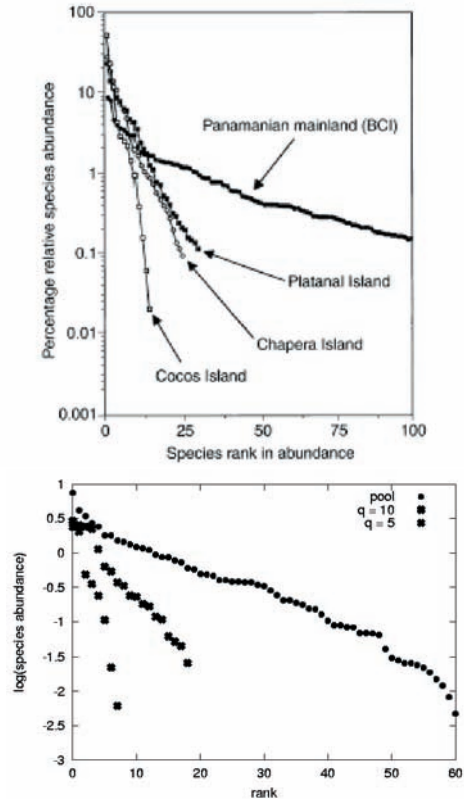 Percentage relative species abundance
100
10
1
0.1
0.01
0.001
Panamanian mainland (BCI)
Platanal Island
Chapera Island
Cocos Island
0
25
50
75
100
Species rank in abundance
log(species abundance)
1
0.5
0
-0.5
-1
-1.5
-2
-2.5
-3
pool
q = 10
q = 5
0
10
20
30
40
50
60
rank